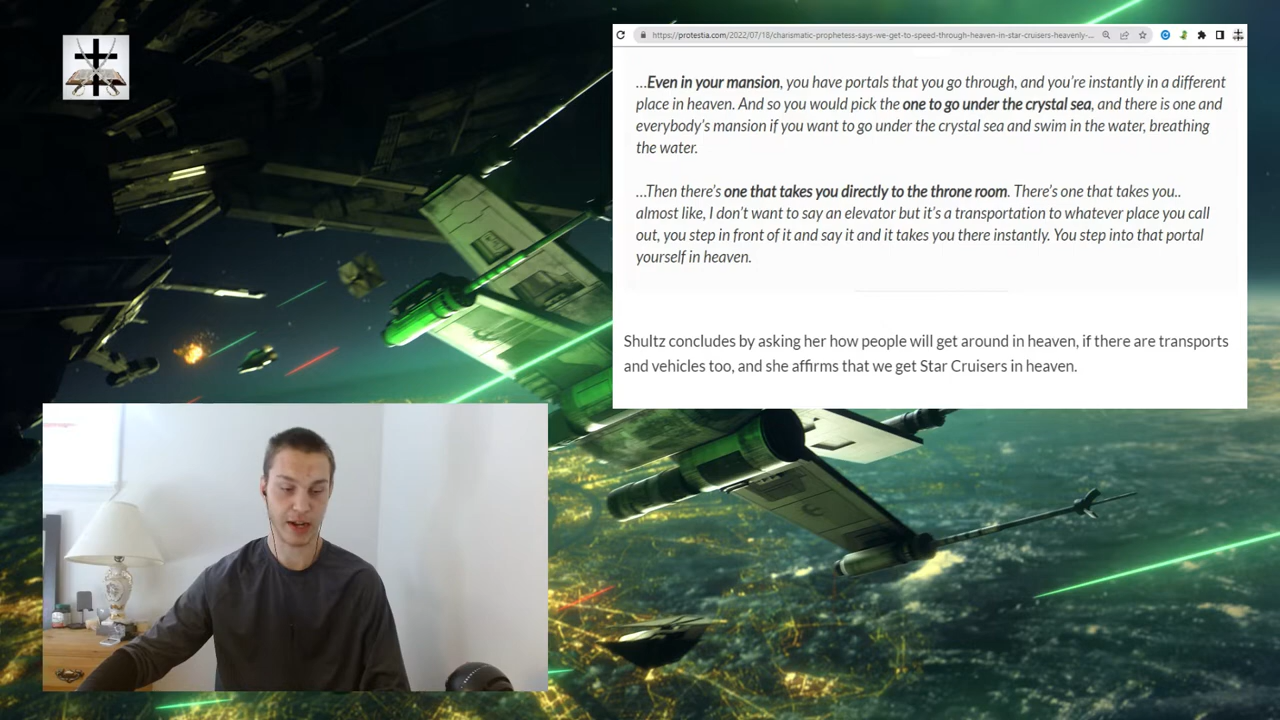 https://protestia.com/2022/07/18/charismatic-prophetess-says-we-get-to-speed-through-heaven-in-star-cruisers-heavenly-...
…Even in your mansion, you have portals that you go through, and you’re instantly in a different
place in heaven. And so you would pick the one to go under the crystal sea, and there is one and
everybody’s mansion if you want to go under the crystal sea and swim in the water, breathing
the water.
…Then there’s one that takes you directly to the throne room. There’s one that takes you..
almost like, I don’t want to say an elevator but it’s a transportation to whatever place you call
out, you step in front of it and say it and it takes you there instantly. You step into that portal
yourself in heaven.
Shultz concludes by asking her how people will get around in heaven, if there are transports
and vehicles too, and she affirms that we get Star Cruisers in heaven.